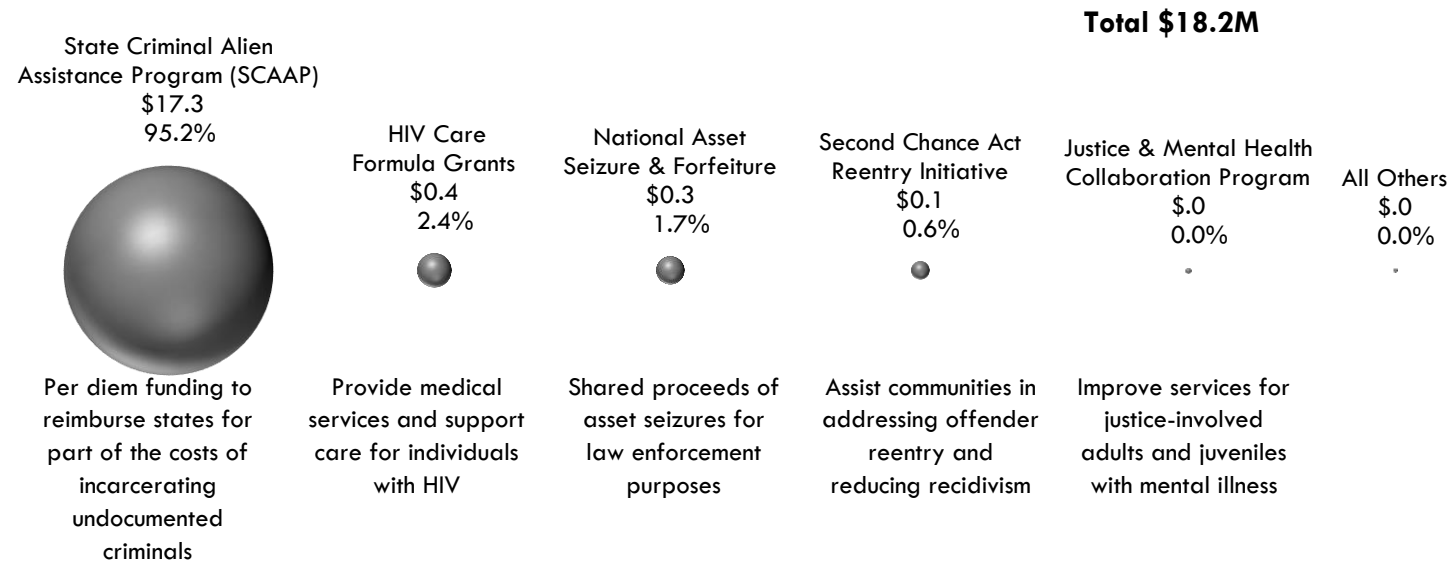 Total $18.2M
State Criminal Alien
Assistance Program (SCAAP)
$17.3
95.2%
HIV Care
Formula Grants
$0.4
2.4%
National Asset
Seizure & Forfeiture
$0.3
1.7%
Second Chance Act
Reentry Initiative
$0.1
0.6%
Justice & Mental Health
Collaboration Program
$.0
0.0%
All Others
$.0
0.0%
Per diem funding to
reimburse states for
part of the costs of
incarcerating
undocumented
criminals
Provide medical
services and support
care for individuals
with HIV
Shared proceeds of
asset seizures for
law enforcement
purposes
Assist communities in
addressing offender
reentry and
reducing recidivism
Improve services for
justice-involved
adults and juveniles
with mental illness